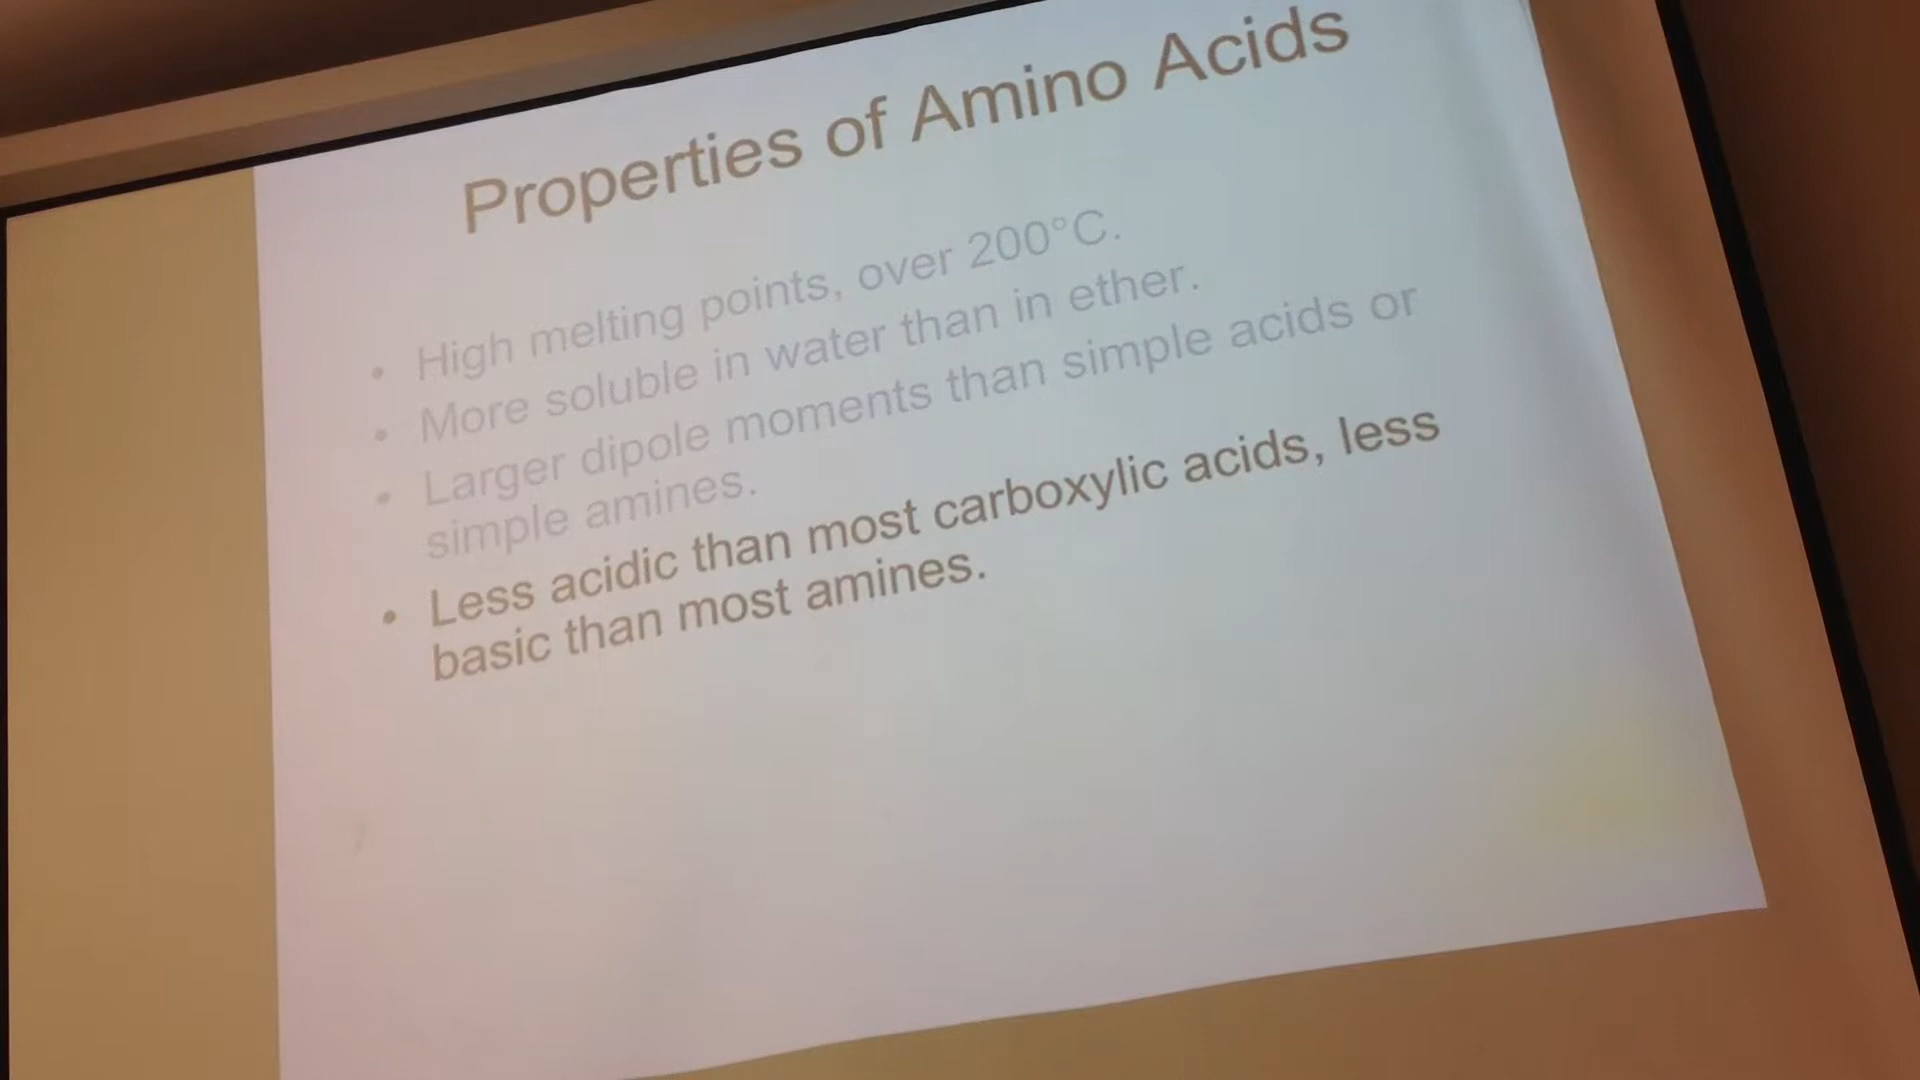 Properties of Amino Acids
• High melting points, over 200°C.
• More soluble in water than in ether.
• Larger dipole moments than simple acids or
simple amines.
• Less acidic than most carboxylic acids, less
basic than most amines.